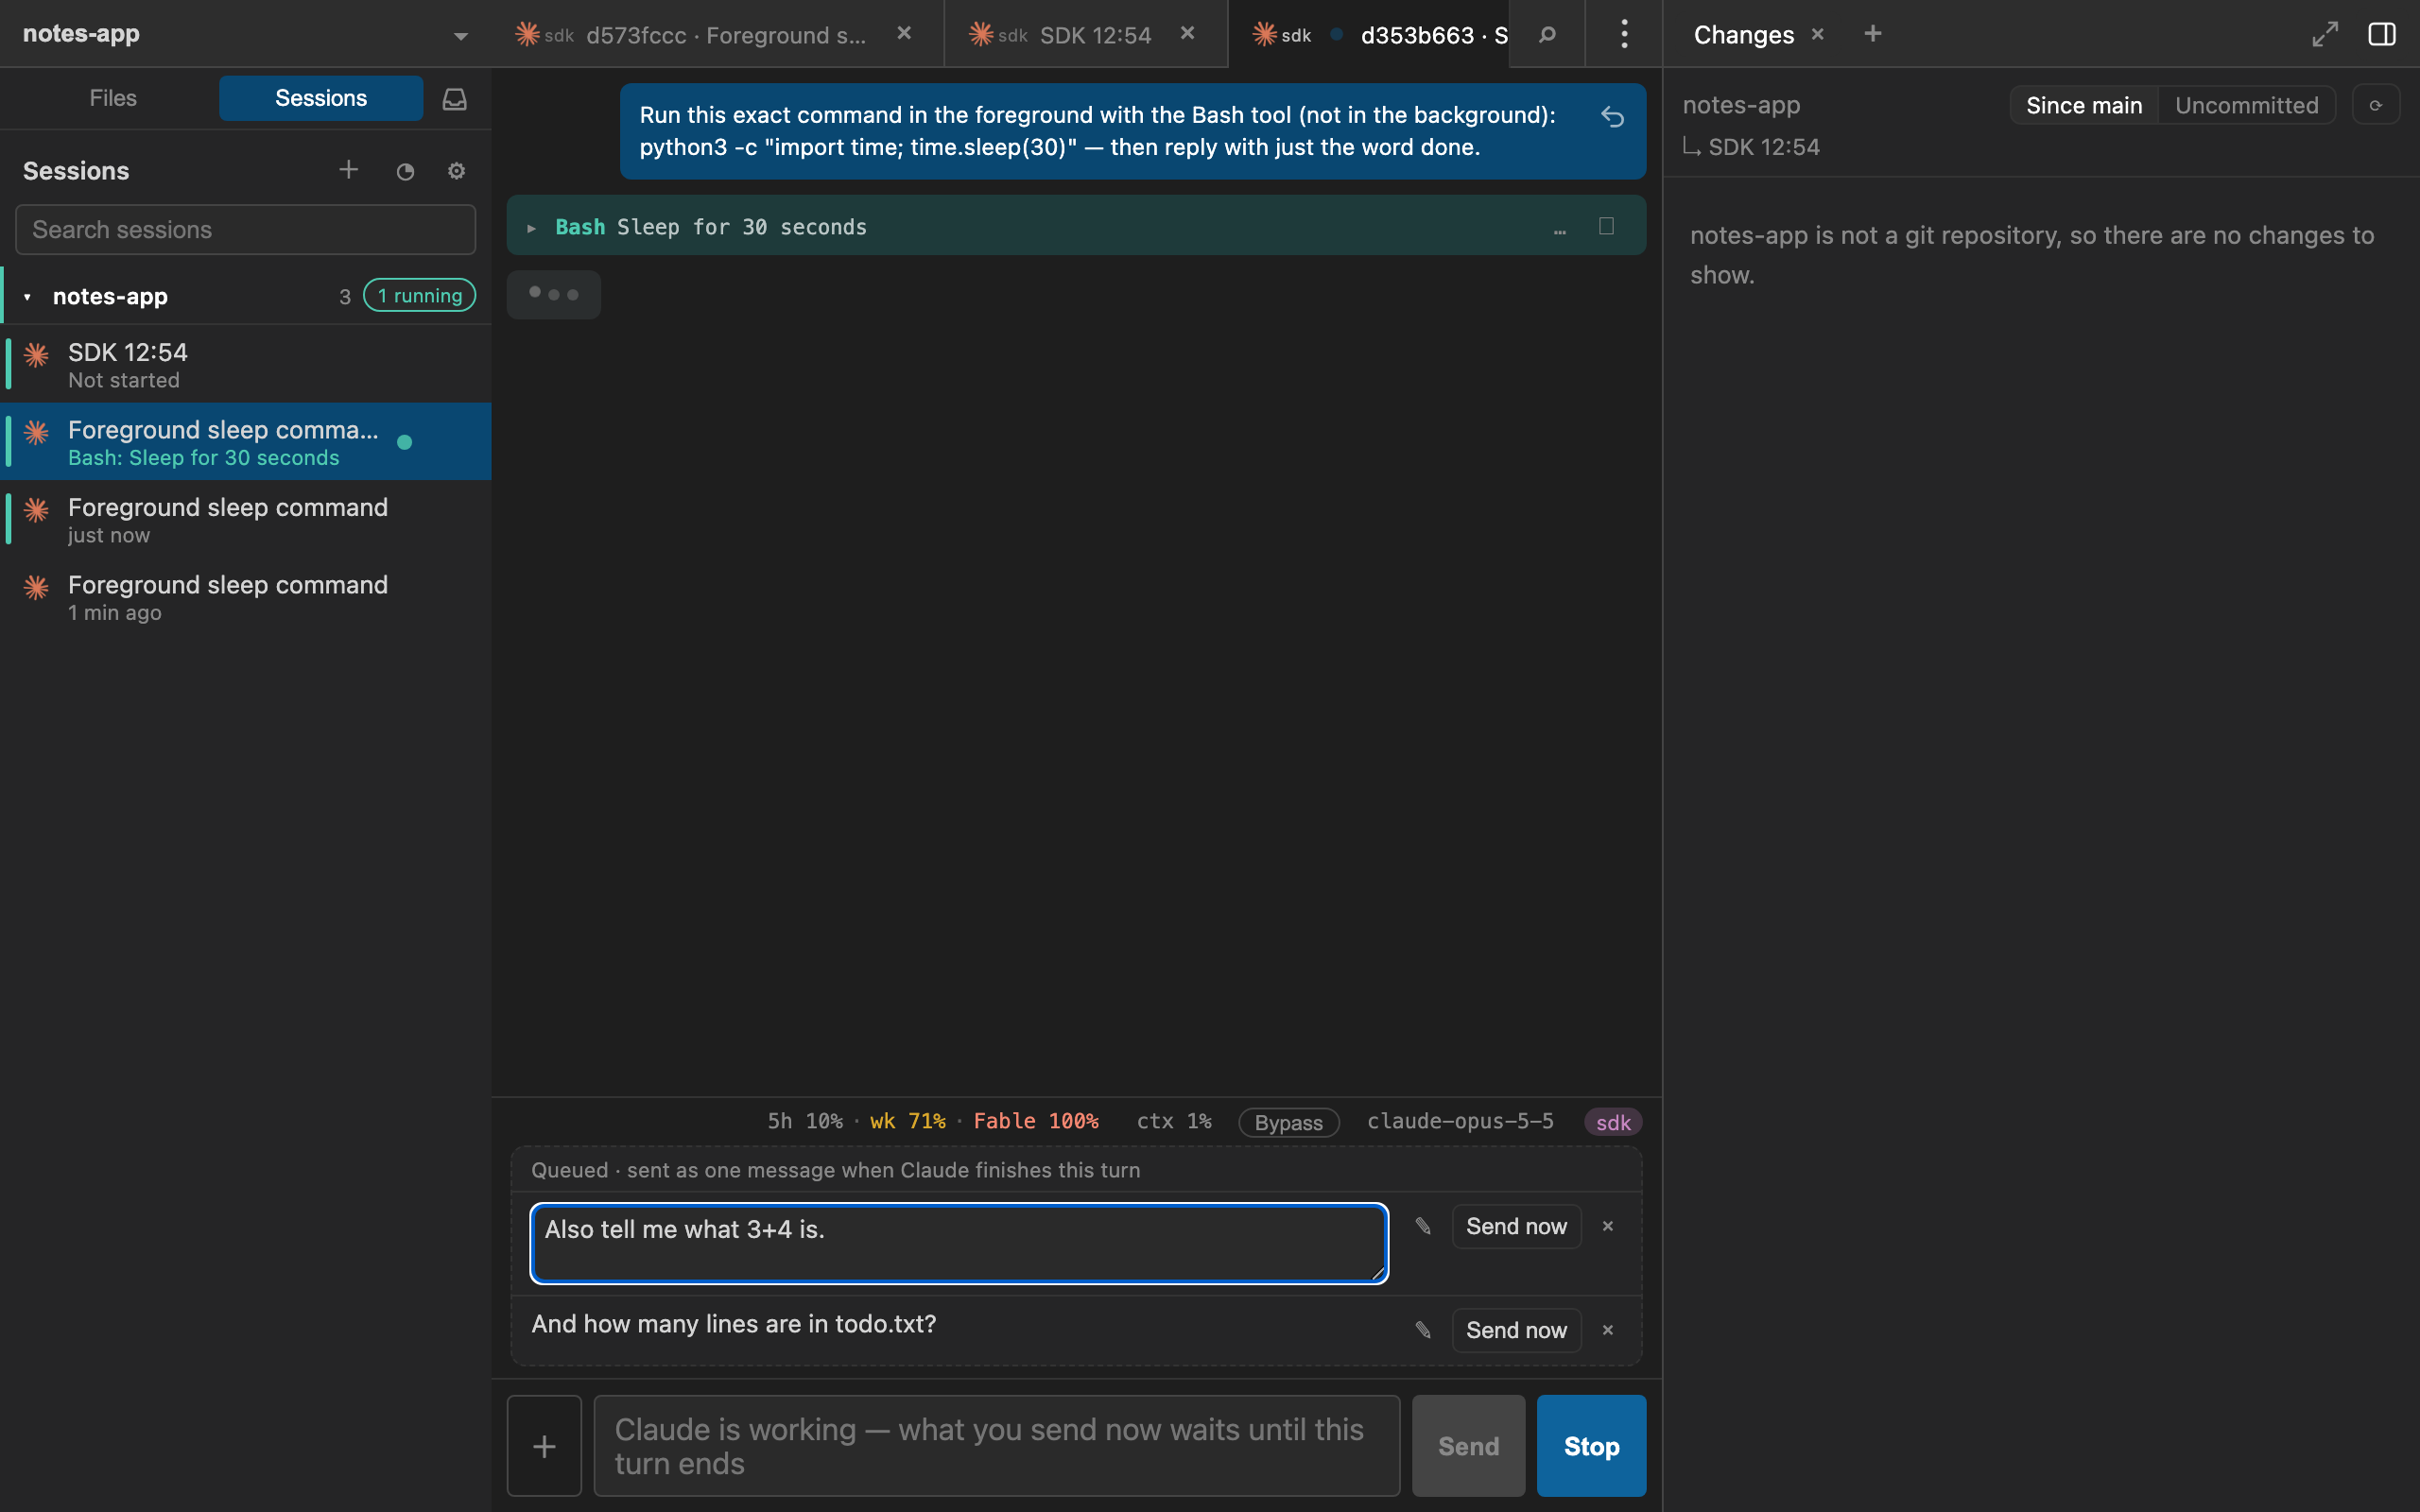 notes-app
Files
Sessions
Sessions
Search sessions
notes-app
3
1 running
SDK 12:54
Not started
Foreground sleep comma...
Bash: Sleep for 30 seconds
Foreground sleep command
just now
Foreground sleep command
1 min ago
sdk d573fccc · Foreground s...
sdk SDK 12:54
sdk d353b663 · S
Run this exact command in the foreground with the Bash tool (not in the background):
python3 -c "import time; time.sleep(30)" — then reply with just the word done.
Bash Sleep for 30 seconds
…
5h 10% · wk 71% · Fable 100% ctx 1% Bypass claude-opus-5-5 sdk
Queued · sent as one message when Claude finishes this turn
Also tell me what 3+4 is.
Send now
And how many lines are in todo.txt?
Send now
Claude is working — what you send now waits until this
turn ends
Send
Stop
Changes
notes-app
Since main
Uncommitted
SDK 12:54
notes-app is not a git repository, so there are no changes to
show.